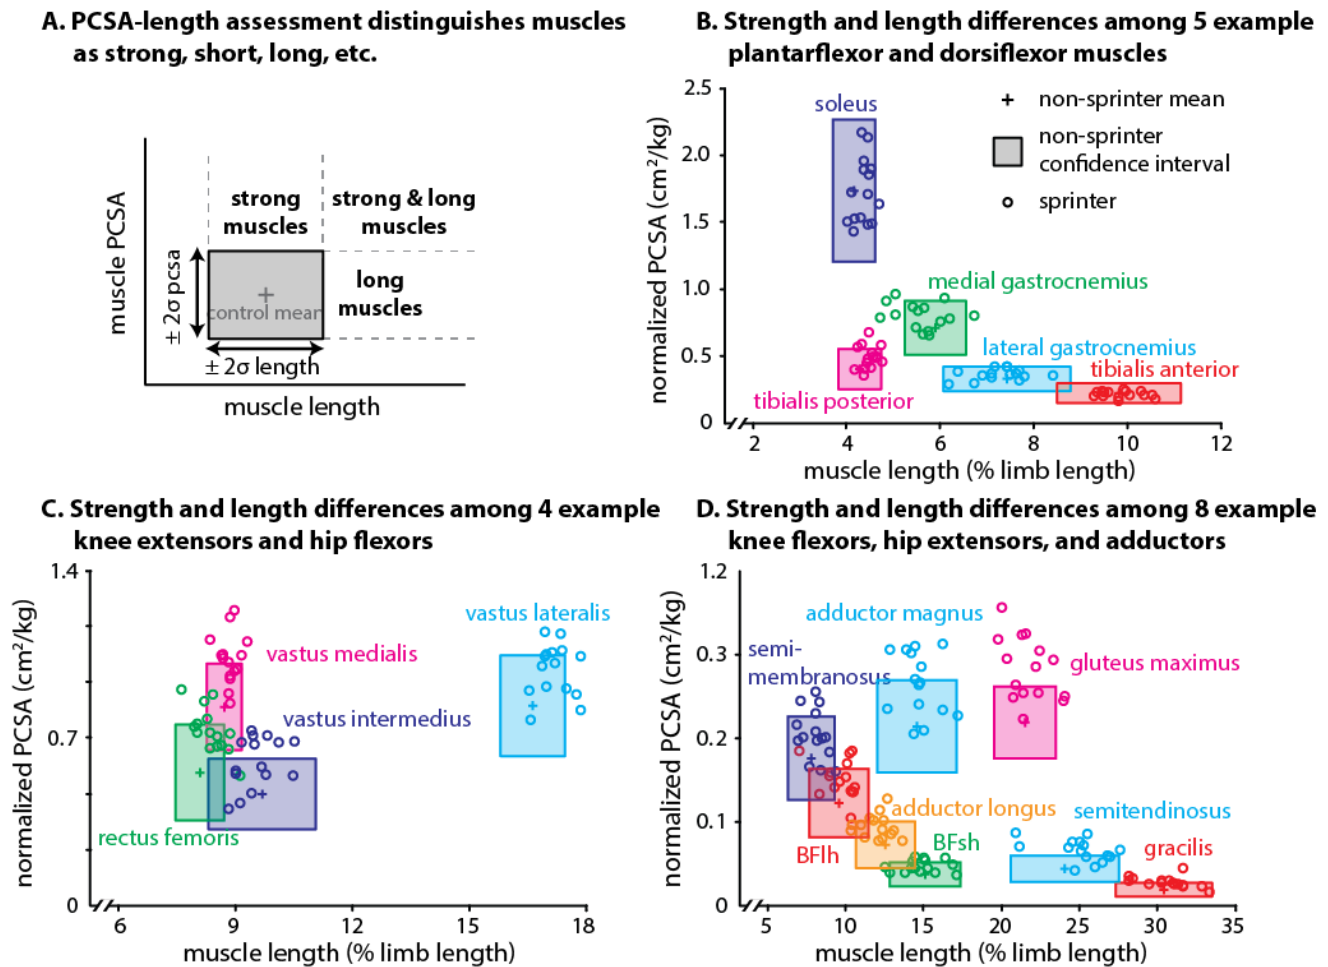 A. PCSA-length assessment distinguishes muscles
as strong, short, long, etc.
muscle PCSA
± 2σ pcsa
strong
muscles
strong & long
muscles
long
muscles
control mean
± 2σ length
muscle length
B. Strength and length differences among 5 example
plantarflexor and dorsiflexor muscles
normalized PCSA (cm²/kg)
2.5
2.0
1.5
1.0
0.5
0
soleus
non-sprinter mean
non-sprinter
confidence interval
sprinter
medial gastrocnemius
lateral gastrocnemius
tibialis anterior
tibialis posterior
2 4 6 8 10 12
muscle length (% limb length)
C. Strength and length differences among 4 example
knee extensors and hip flexors
normalized PCSA (cm²/kg)
1.4
0.7
0
vastus lateralis
vastus medialis
vastus intermedius
rectus femoris
6 9 12 15 18
muscle length (% limb length)
D. Strength and length differences among 8 example
knee flexors, hip extensors, and adductors
normalized PCSA (cm²/kg)
1.2
0.3
0.2
0.1
0
adductor magnus
semi-
membranosus
gluteus maximus
adductor longus
semitendinosus
BFlh
BFsh
gracilis
5 10 15 20 25 30 35
muscle length (% limb length)